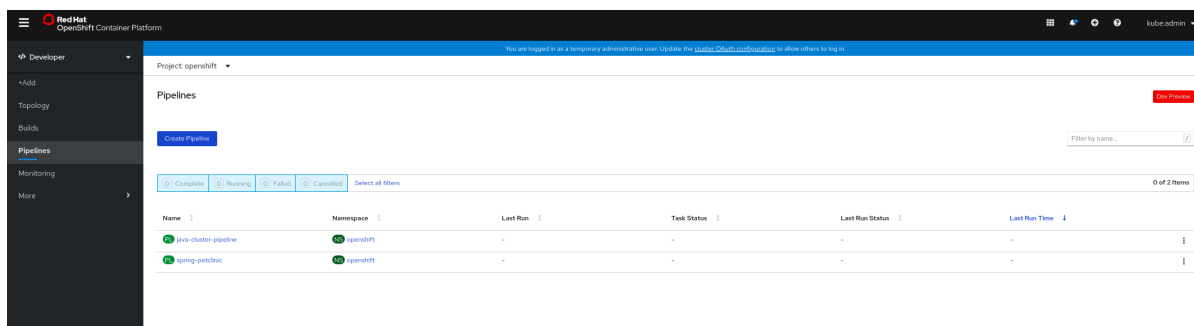 Red Hat
OpenShift Container Platform
kube:admin
You are logged in as a temporary administrative user. Update the cluster OAuth configuration to allow others to log in.
Developer
Project: openshift
+Add
Topology
Builds
Pipelines
Monitoring
More
Pipelines
Dev Preview
Create Pipeline
Filter by name...
/
0 Complete 0 Running 0 Failed 0 Cancelled Select all filters
0 of 2 Items
Name Namespace Last Run Task Status Last Run Status Last Run Time
PL java-cluster-pipeline NS openshift - - - -
PL spring-petclinic NS openshift - - - -